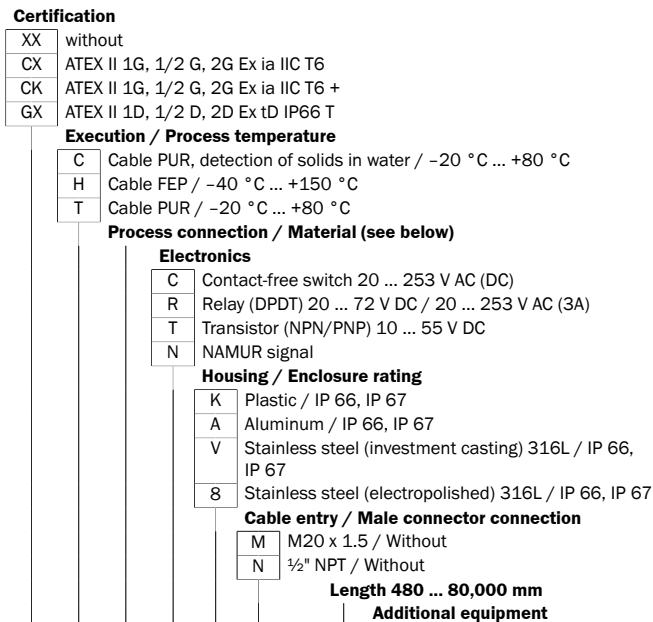 Certification
XX without
CX ATEX II 1G, 1/2 G, 2G Ex ia IIC T6
CK ATEX II 1G, 1/2 G, 2G Ex ia IIC T6 +
GX ATEX II 1D, 1/2 D, 2D Ex tD IP66 T
Execution / Process temperature
C Cable PUR, detection of solids in water / –20 °C ... +80 °C
H Cable FEP / –40 °C ... +150 °C
T Cable PUR / –20 °C ... +80 °C
Process connection / Material (see below)
Electronics
C Contact-free switch 20 ... 253 V AC (DC)
R Relay (DPDT) 20 ... 72 V DC / 20 ... 253 V AC (3A)
T Transistor (NPN/PNP) 10 ... 55 V DC
N NAMUR signal
Housing / Enclosure rating
K Plastic / IP 66, IP 67
A Aluminum / IP 66, IP 67
V Stainless steel (investment casting) 316L / IP 66,
IP 67
8 Stainless steel (electropolished) 316L / IP 66, IP 67
Cable entry / Male connector connection
M M20 x 1.5 / Without
N ½" NPT / Without
Length 480 ... 80,000 mm
Additional equipment